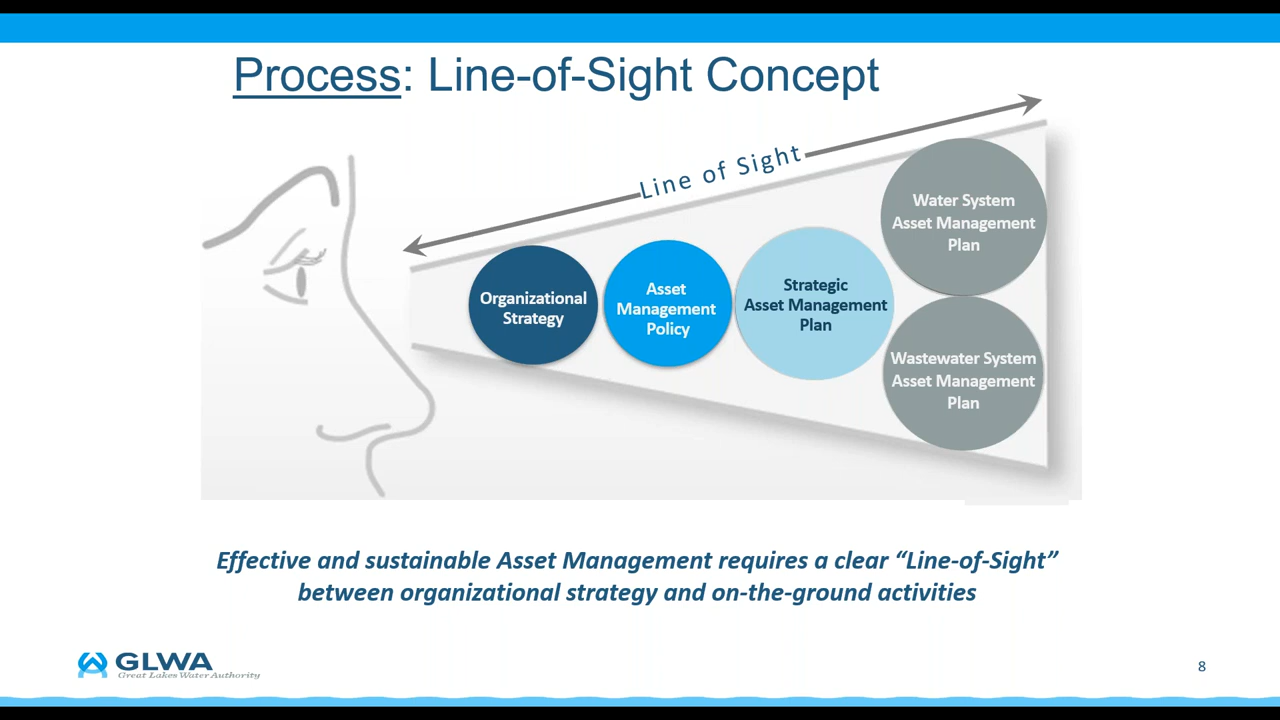 Process: Line-of-Sight Concept
Line of Sight
Organizational
Strategy
Asset
Management
Policy
Strategic
Asset Management
Plan
Water System
Asset Management
Plan
Wastewater System
Asset Management
Plan
Effective and sustainable Asset Management requires a clear “Line-of-Sight”
between organizational strategy and on-the-ground activities
GLWA
Great Lakes Water Authority
8